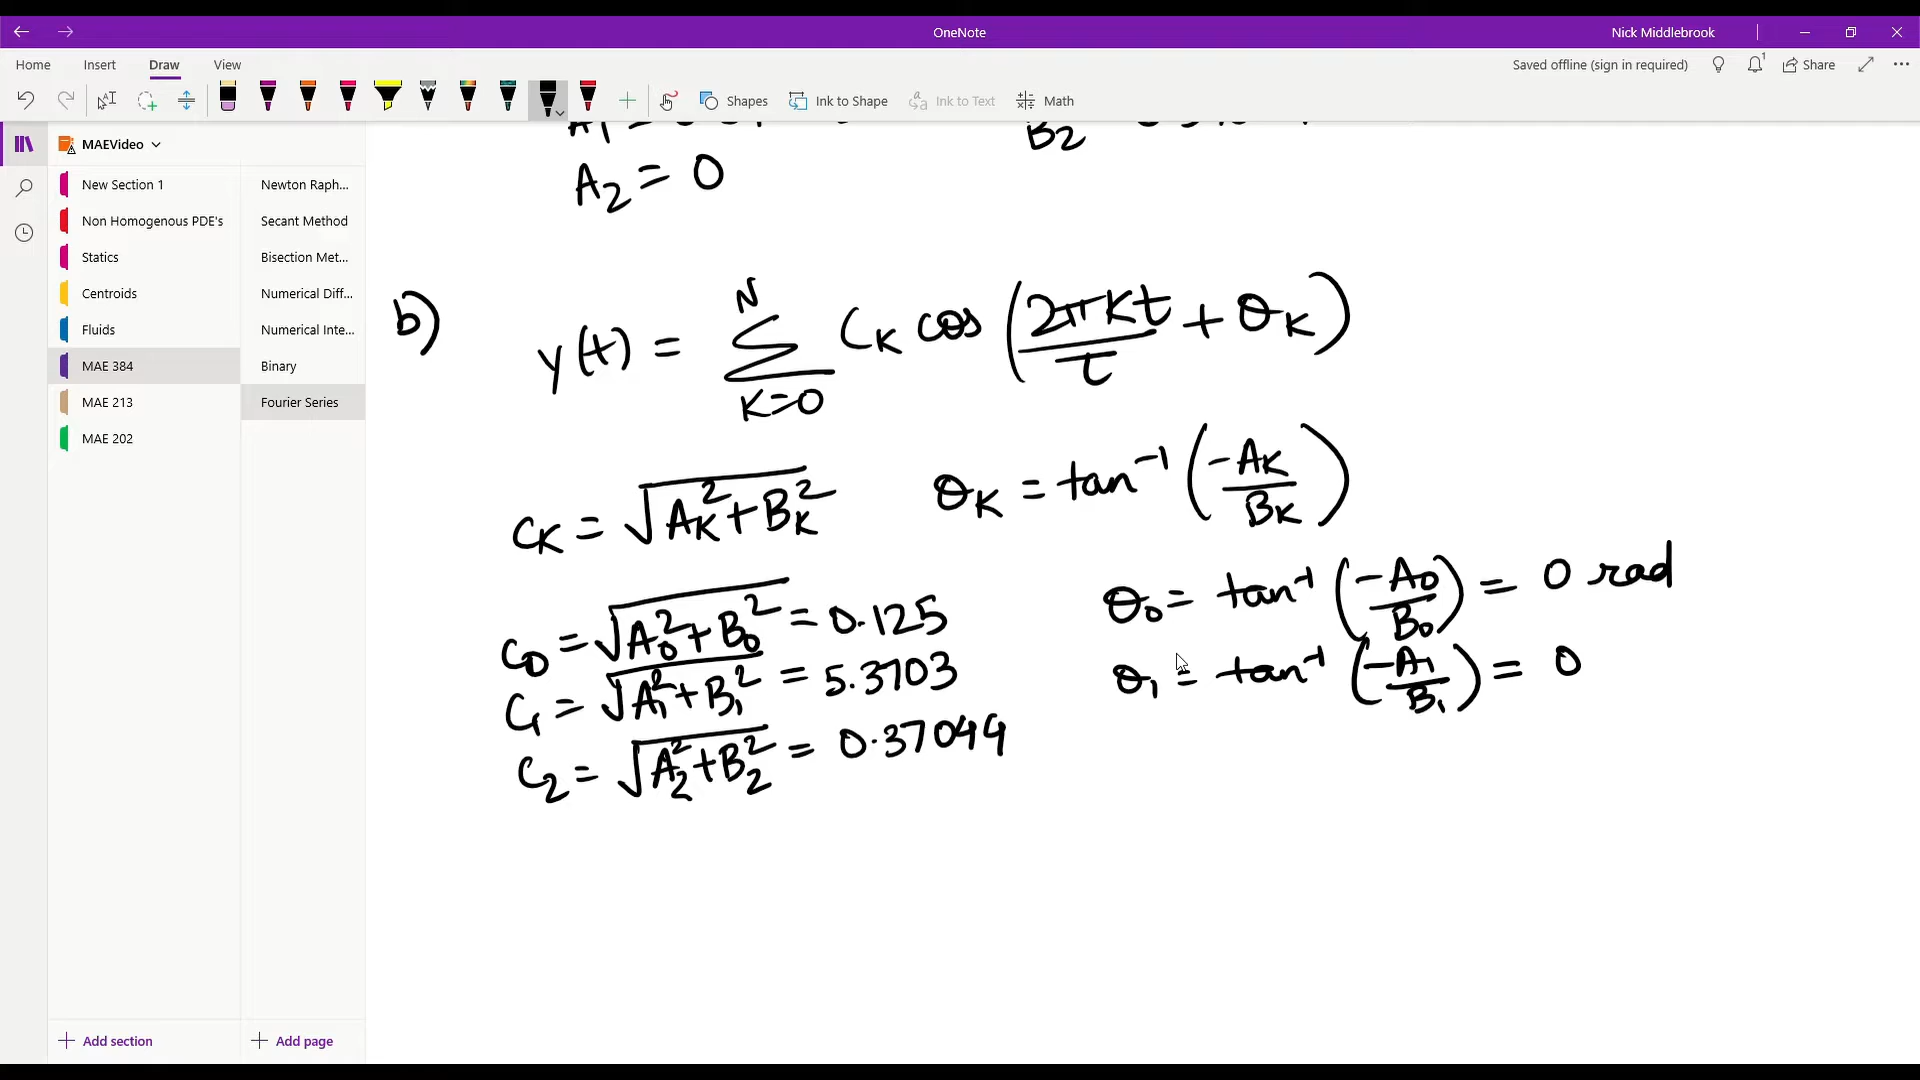 OneNote
Nick Middlebrook
Home Insert Draw View
Saved offline (sign in required)
Share
Shapes
Ink to Shape
Ink to Text
Math
MAEVideo
New Section 1
Non Homogenous PDE's
Statics
Centroids
Fluids
MAE 384
MAE 213
MAE 202
Newton Raph...
Secant Method
Bisection Met...
Numerical Diff...
Numerical Inte...
Binary
Fourier Series
Add section
Add page
B2
A2 = 0
b) y(t) = N Σ K=0 CK cos (2πKt/τ + θK)
CK = √(AK² + BK²) θK = tan⁻¹ (-AK/BK)
C0 = √(A0² + B0²) = 0.125 θ0 = tan⁻¹ (-A0/B0) = 0 rad
C1 = √(A1² + B1²) = 5.3703 θ1 = tan⁻¹ (-A1/B1) = 0
C2 = √(A2² + B2²) = 0.37049